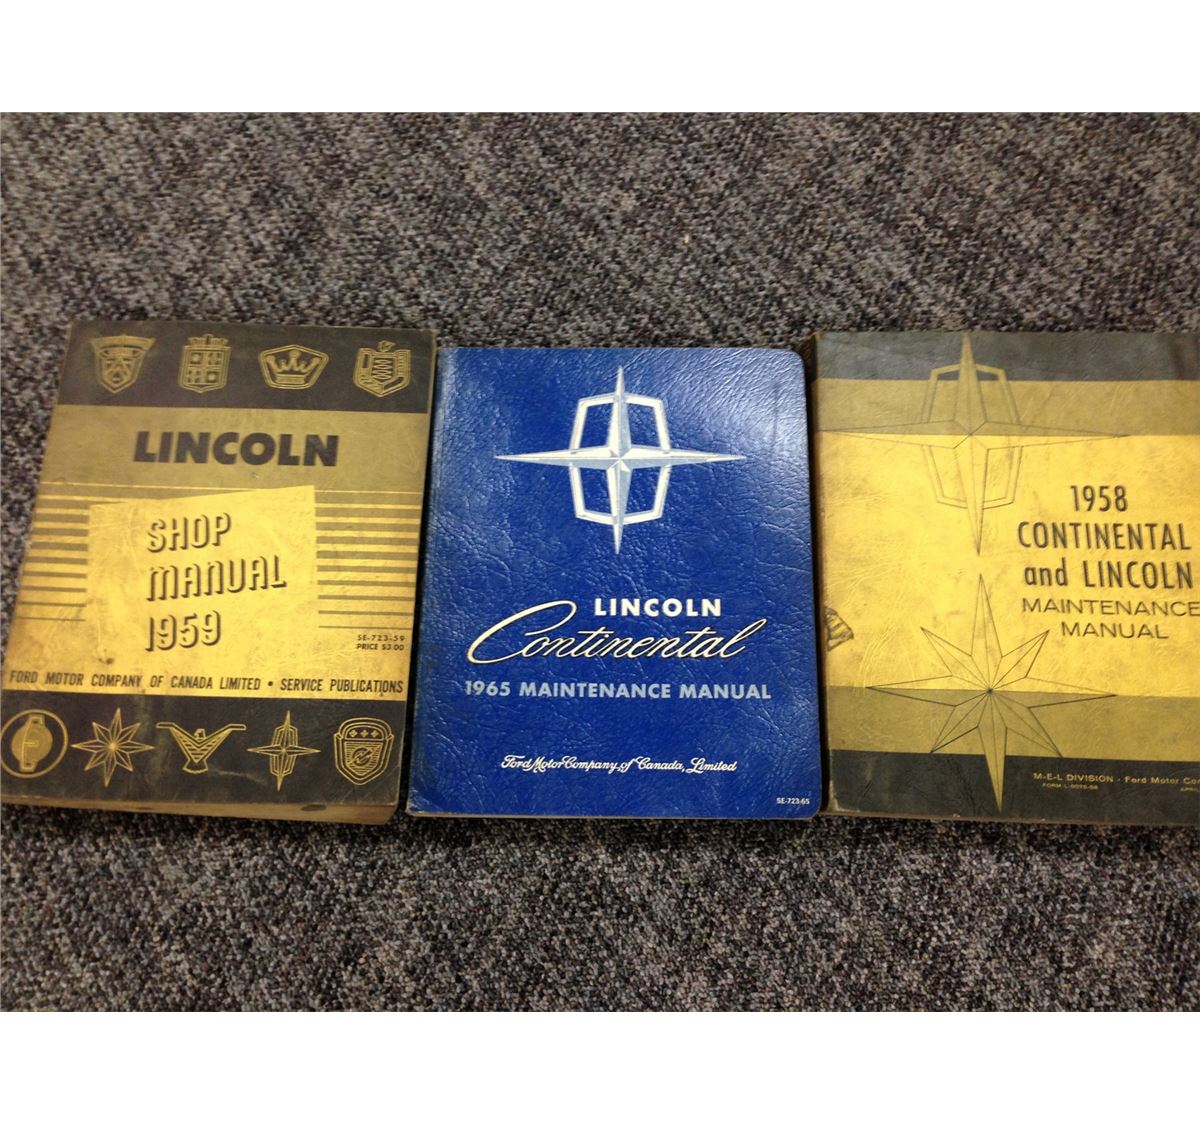 LINCOLN
SHOP
MANUAL
1959
SE-723-59
PRICE $3.00
FORD MOTOR COMPANY OF CANADA LIMITED • SERVICE PUBLICATIONS
LINCOLN
Continental
1965 MAINTENANCE MANUAL
Ford Motor Company of Canada, Limited
SE-723-65
1958
CONTINENTAL
and LINCOLN
MAINTENANCE
MANUAL
M-E-L DIVISION · Ford Motor